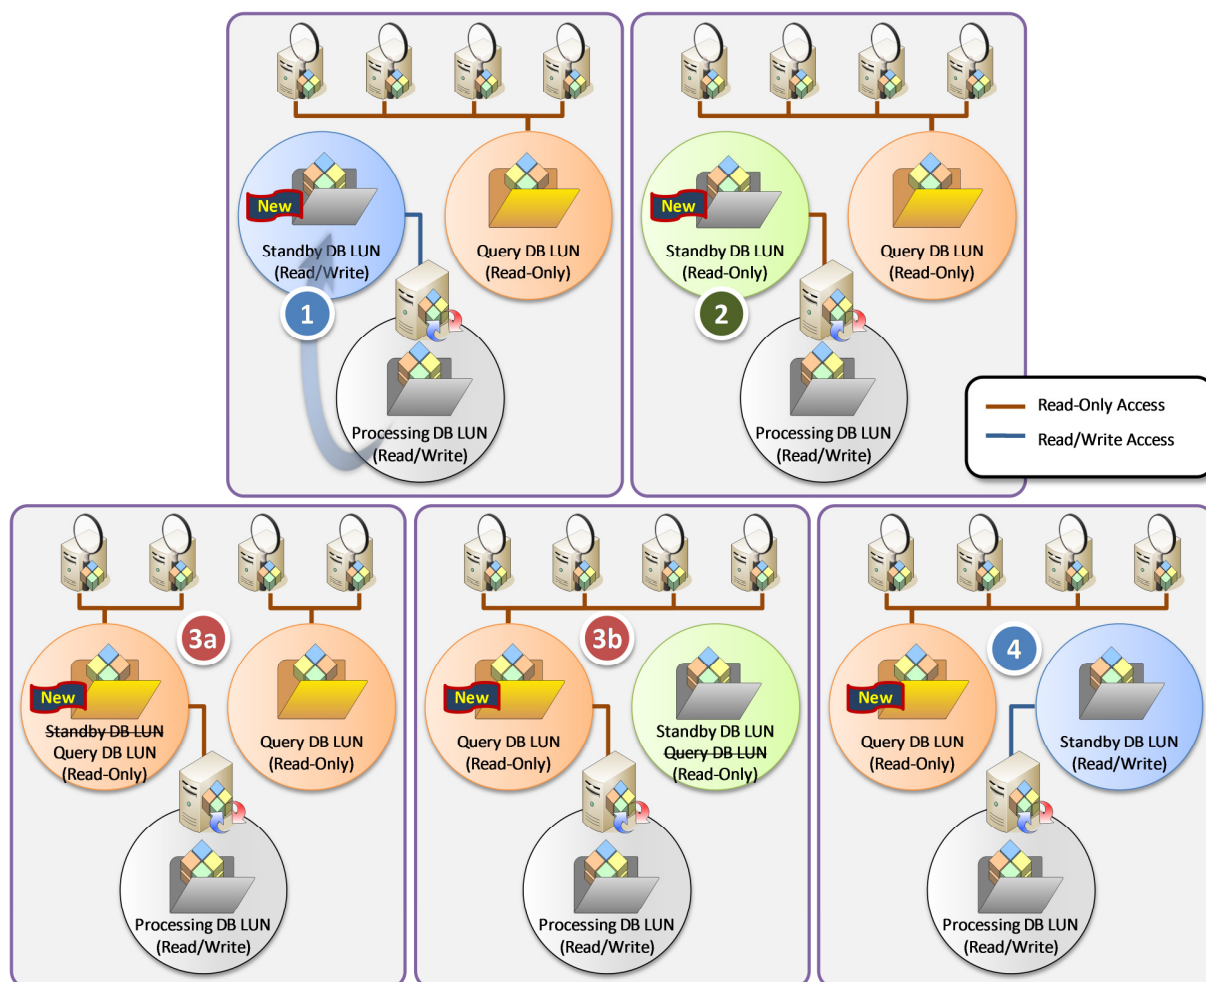 New
Standby DB LUN
(Read/Write)
Query DB LUN
(Read-Only)
1
Processing DB LUN
(Read/Write)
New
Standby DB LUN
(Read-Only)
Query DB LUN
(Read-Only)
2
Processing DB LUN
(Read/Write)
Read-Only Access
Read/Write Access
3a
New
Standby DB LUN
Query DB LUN
(Read-Only)
Query DB LUN
(Read-Only)
Processing DB LUN
(Read/Write)
3b
New
Query DB LUN
(Read-Only)
Standby DB LUN
Query DB LUN
(Read-Only)
Processing DB LUN
(Read/Write)
4
New
Query DB LUN
(Read-Only)
Standby DB LUN
(Read/Write)
Processing DB LUN
(Read/Write)